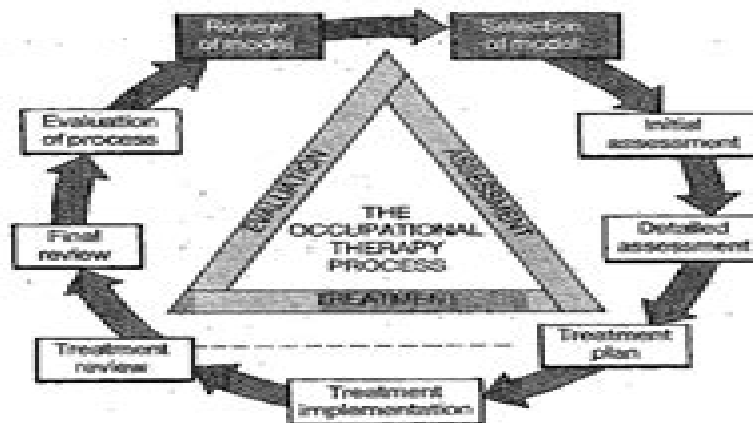 Review
of model
Selection
of model
Initial
assessment
Detailed
assessment
Treatment
plan
Treatment
implementation
Treatment
review
Final
review
Evaluation
of process
EVALUATION
ASSESSMENT
TREATMENT
THE
OCCUPATIONAL
THERAPY
PROCESS